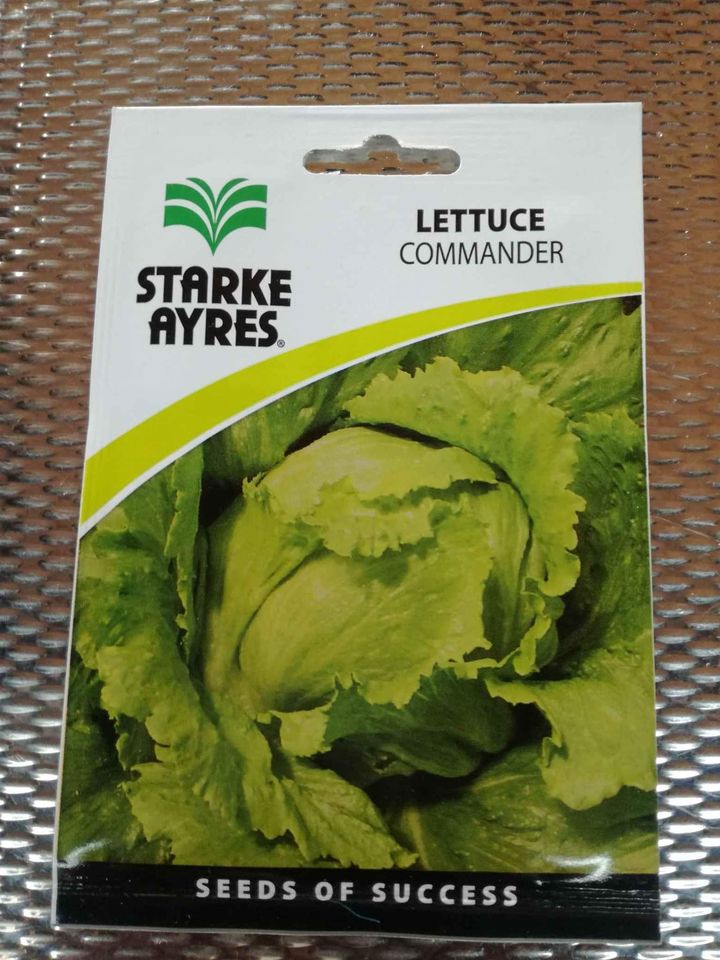 STARKE
AYRES®
LETTUCE
COMMANDER
SEEDS OF SUCCESS